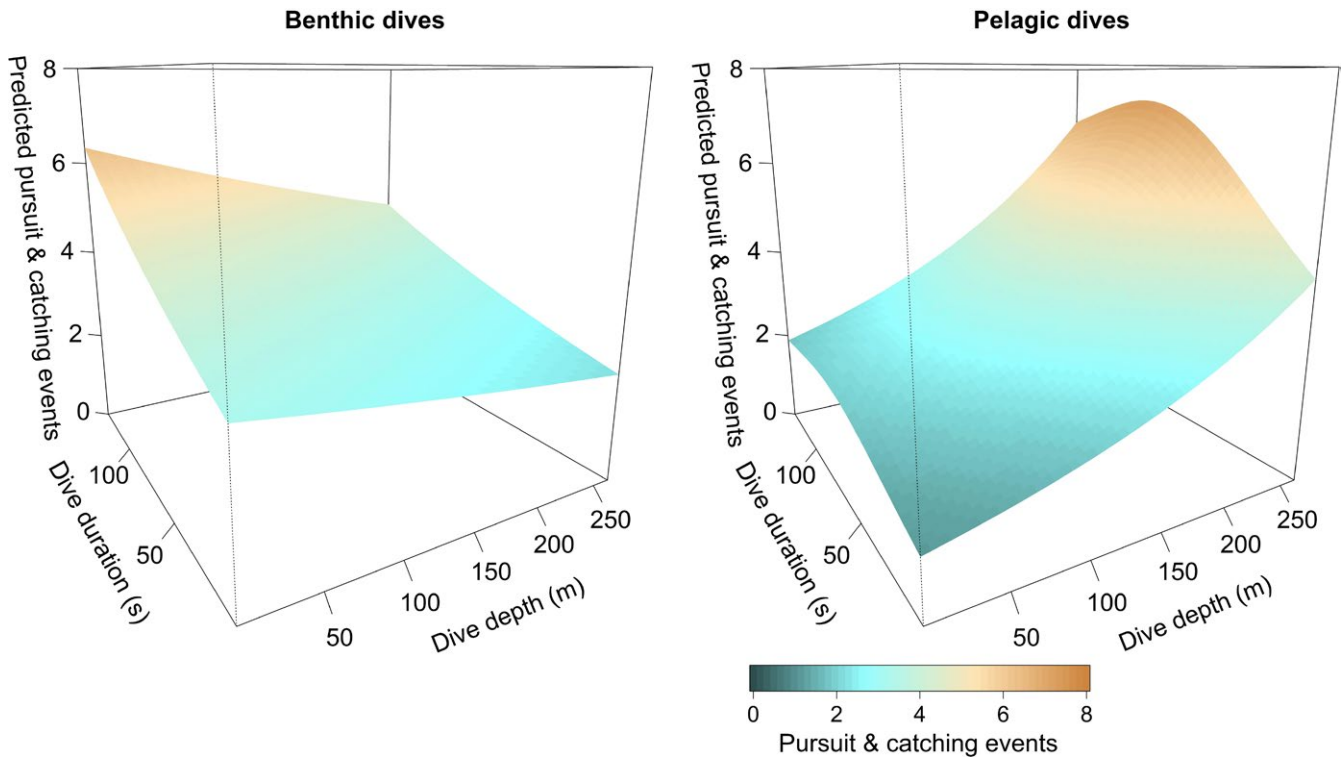 Benthic dives
Predicted pursuit & catching events
8
6
4
2
0
Dive duration (s)
100
50
Dive depth (m)
50
100
150
200
250
Pelagic dives
Predicted pursuit & catching events
8
6
4
2
0
Dive duration (s)
100
50
Dive depth (m)
50
100
150
200
250
0 2 4 6 8
Pursuit & catching events